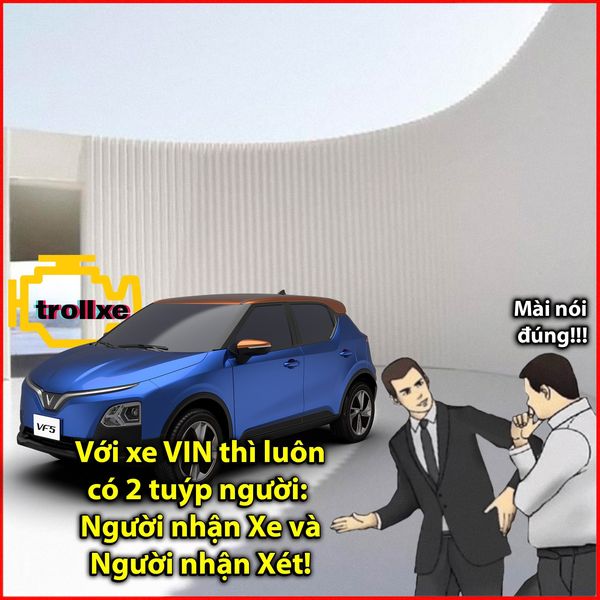 trollxe
Mài nói
đúng!!!
VF5
Với xe VIN thì luôn
có 2 tuýp người:
Người nhận Xe và
Người nhận Xét!